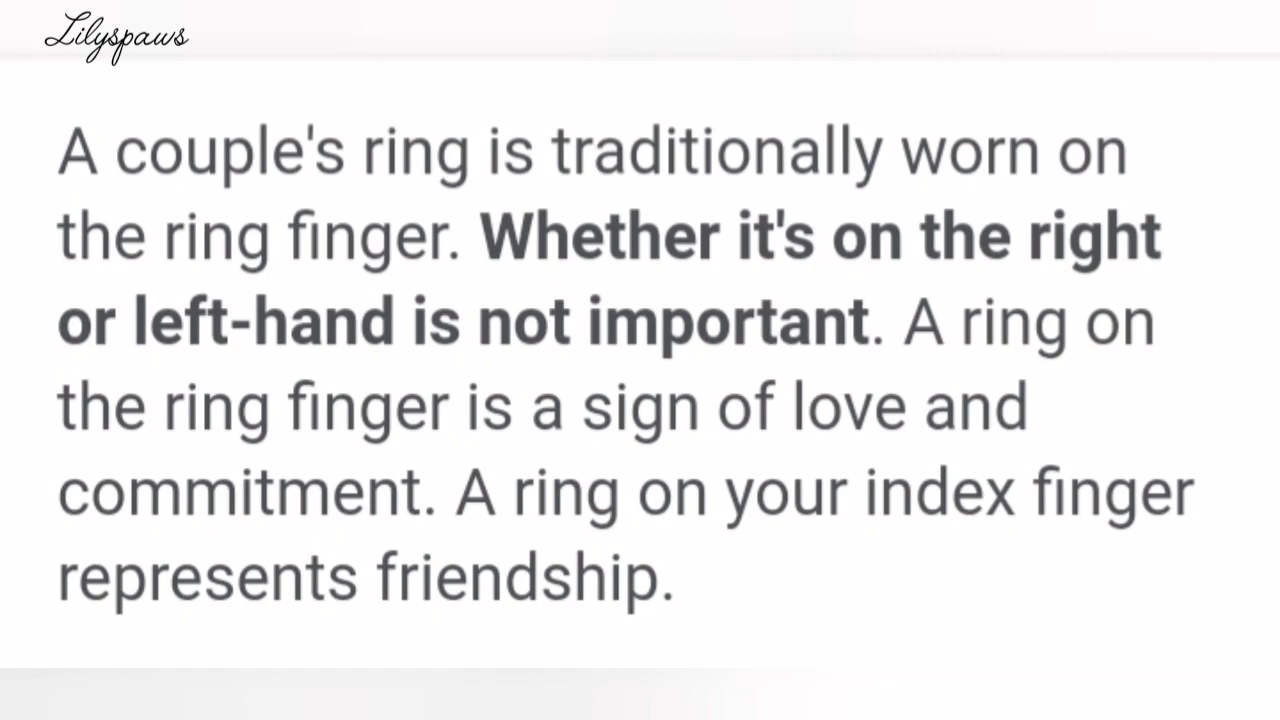 Lilyspaws
A couple's ring is traditionally worn on
the ring finger. Whether it's on the right
or left-hand is not important. A ring on
the ring finger is a sign of love and
commitment. A ring on your index finger
represents friendship.